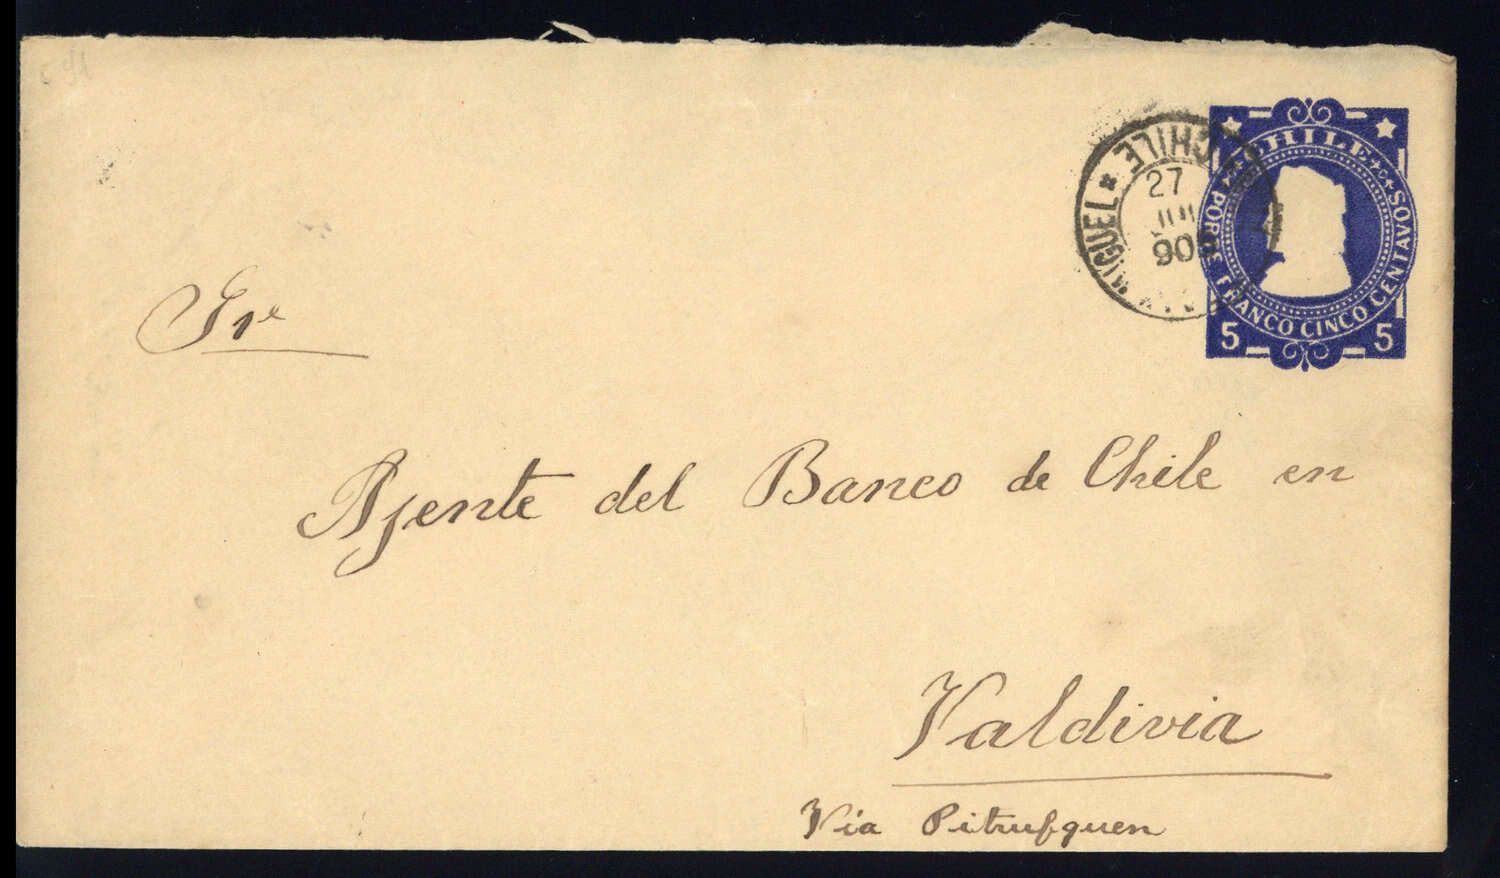 CHILE
PORTE FRANCO CINCO CENTAVOS
5 5
CHILE
27
90
Sr
Ajente del Banco de Chile en
Valdivia
Via Pitrufquen